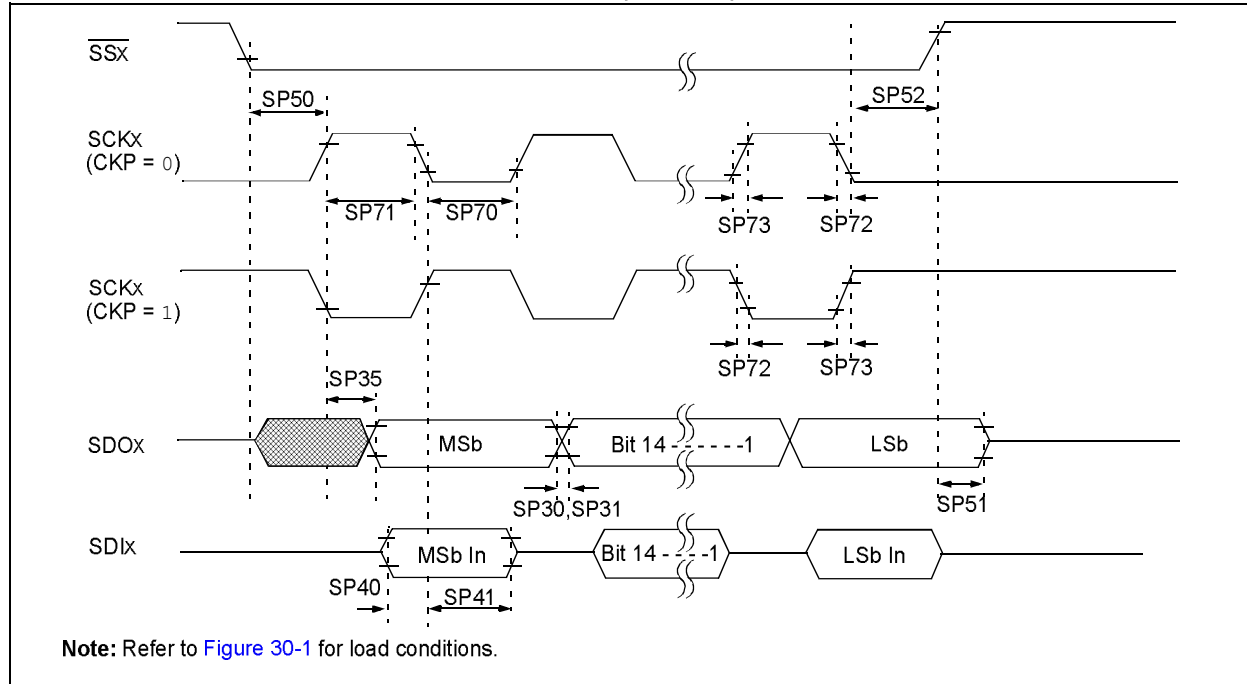 SSx
SP50
SP52
SCKx
(CKP = 0)
SP71
SP70
SP73
SP72
SCKx
(CKP = 1)
SP72
SP73
SP35
SDOx
MSb
Bit 14 - - - - - - -1
LSb
SP30,SP31
SP51
SDIx
MSb In
Bit 14 - - - - -1
LSb In
SP40
SP41
Note: Refer to Figure 30-1 for load conditions.